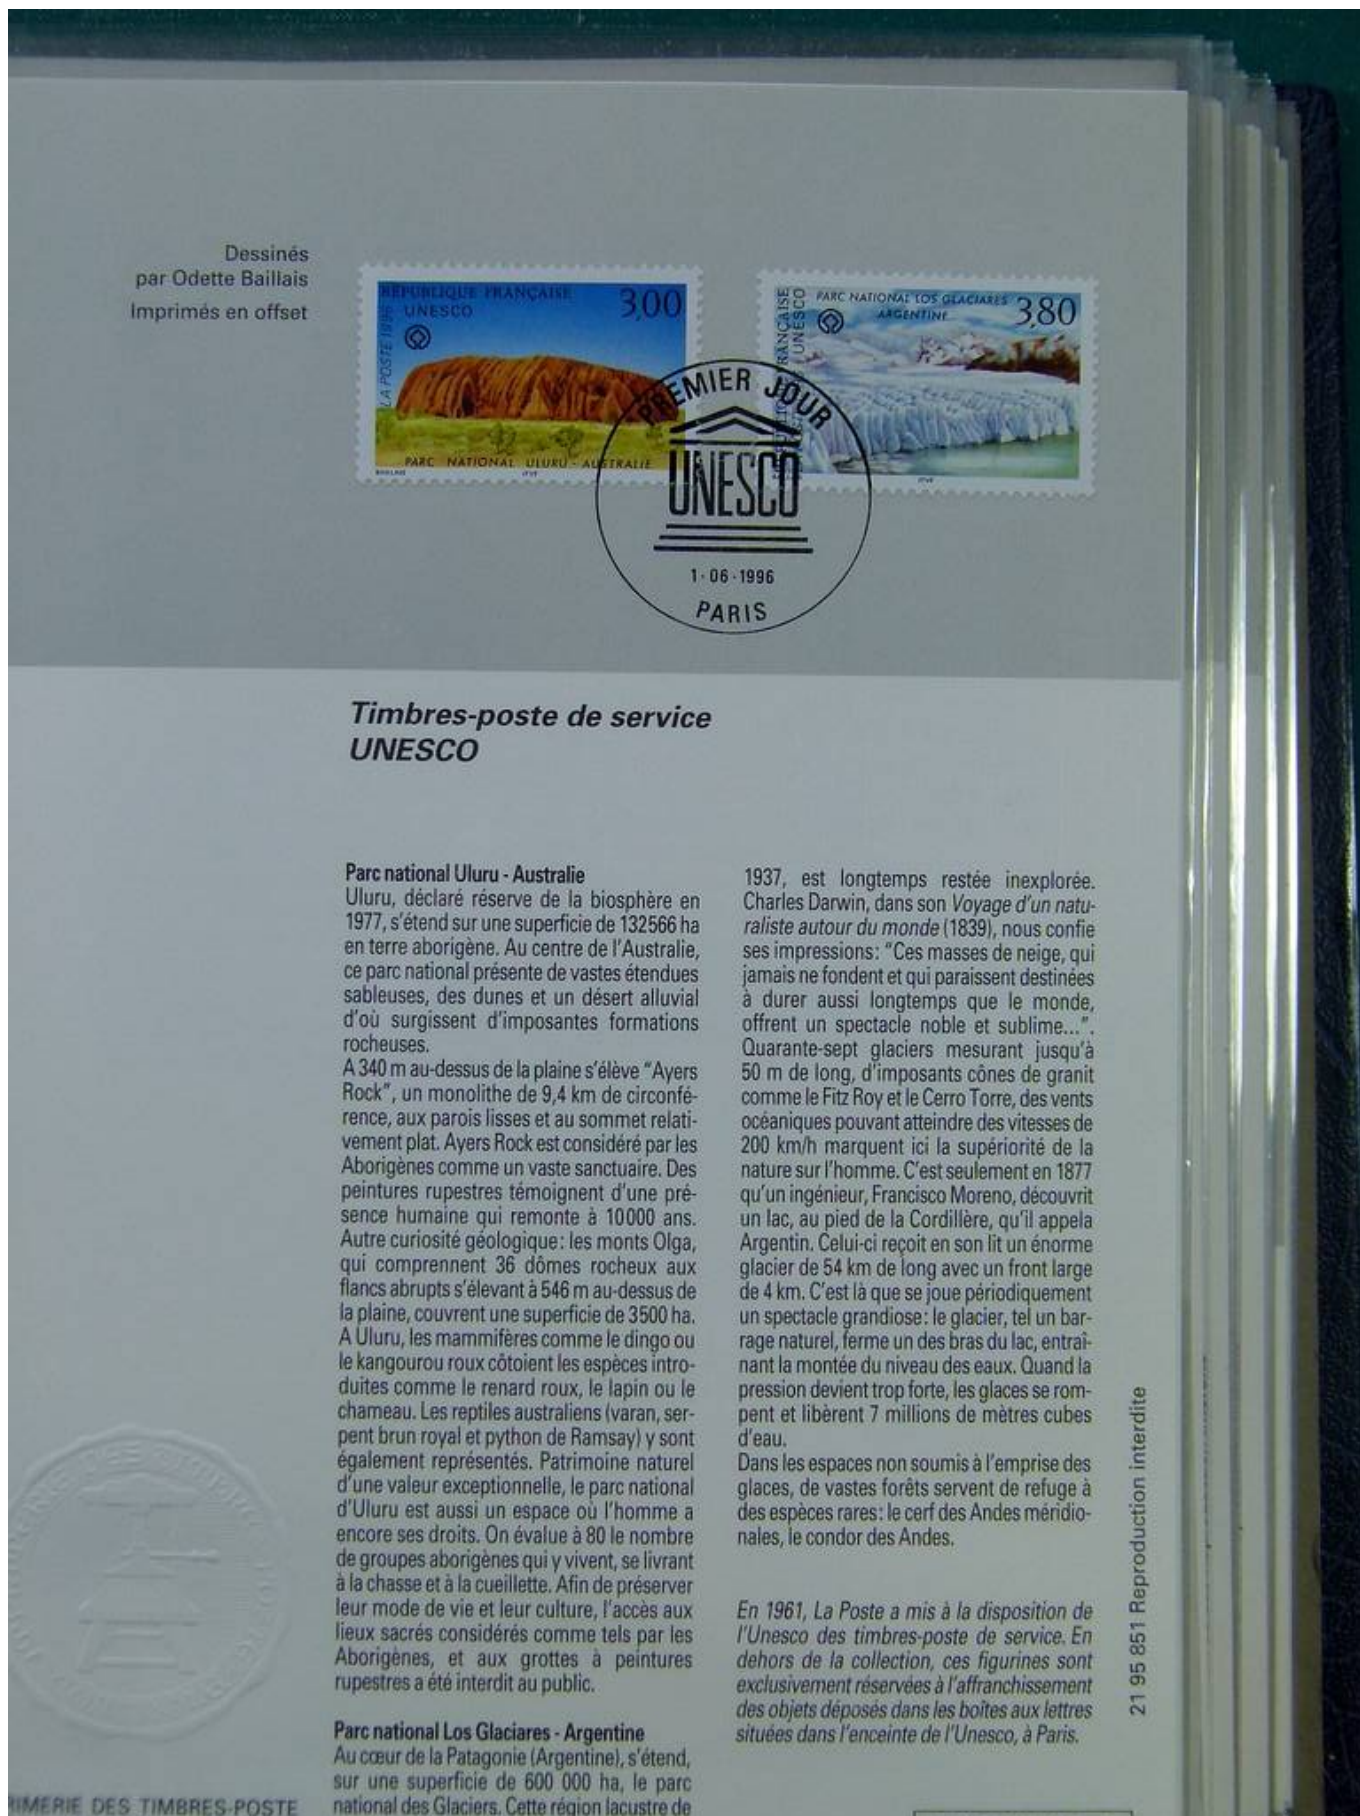 Dessinés
par Odette Baillais
Imprimés en offset
RÉPUBLIQUE FRANÇAISE
3,00
UNESCO
LA POSTE 1996
PARC NATIONAL ULURU - AUSTRALIE
PARC NATIONAL LOS GLACIARES
ARGENTINE
3,80
FRANÇAISE
UNESCO
PREMIER JOUR
UNESCO
1-06-1996
PARIS
Timbres-poste de service
UNESCO
Parc national Uluru - Australie
Uluru, déclaré réserve de la biosphère en
1977, s'étend sur une superficie de 132566 ha
en terre aborigène. Au centre de l'Australie,
ce parc national présente de vastes étendues
sableuses, des dunes et un désert alluvial
d'où surgissent d'imposantes formations
rocheuses.
A 340 m au-dessus de la plaine s'élève "Ayers
Rock", un monolithe de 9,4 km de circonfé-
rence, aux parois lisses et au sommet relati-
vement plat. Ayers Rock est considéré par les
Aborigènes comme un vaste sanctuaire. Des
peintures rupestres témoignent d'une pré-
sence humaine qui remonte à 10000 ans.
Autre curiosité géologique: les monts Olga,
qui comprennent 36 dômes rocheux aux
flancs abrupts s'élevant à 546 m au-dessus de
la plaine, couvrent une superficie de 3500 ha.
A Uluru, les mammifères comme le dingo ou
le kangourou roux côtoient les espèces intro-
duites comme le renard roux, le lapin ou le
chameau. Les reptiles australiens (varan, ser-
pent brun royal et python de Ramsay) y sont
également représentés. Patrimoine naturel
d'une valeur exceptionnelle, le parc national
d'Uluru est aussi un espace où l'homme a
encore ses droits. On évalue à 80 le nombre
de groupes aborigènes qui y vivent, se livrant
à la chasse et à la cueillette. Afin de préserver
leur mode de vie et leur culture, l'accès aux
lieux sacrés considérés comme tels par les
Aborigènes, et aux grottes à peintures
rupestres a été interdit au public.
Parc national Los Glaciares - Argentine
Au cœur de la Patagonie (Argentine), s'étend,
sur une superficie de 600 000 ha, le parc
national des Glaciers. Cette région lacustre de
1937, est longtemps restée inexplorée.
Charles Darwin, dans son Voyage d'un natu-
raliste autour du monde (1839), nous confie
ses impressions: "Ces masses de neige, qui
jamais ne fondent et qui paraissent destinées
à durer aussi longtemps que le monde,
offrent un spectacle noble et sublime...".
Quarante-sept glaciers mesurant jusqu'à
50 m de long, d'imposants cônes de granit
comme le Fitz Roy et le Cerro Torre, des vents
océaniques pouvant atteindre des vitesses de
200 km/h marquent ici la supériorité de la
nature sur l'homme. C'est seulement en 1877
qu'un ingénieur, Francisco Moreno, découvrit
un lac, au pied de la Cordillère, qu'il appela
Argentin. Celui-ci reçoit en son lit un énorme
glacier de 54 km de long avec un front large
de 4 km. C'est là que se joue périodiquement
un spectacle grandiose: le glacier, tel un bar-
rage naturel, ferme un des bras du lac, entraî-
nant la montée du niveau des eaux. Quand la
pression devient trop forte, les glaces se rom-
pent et libèrent 7 millions de mètres cubes
d'eau.
Dans les espaces non soumis à l'emprise des
glaces, de vastes forêts servent de refuge à
des espèces rares: le cerf des Andes méridio-
nales, le condor des Andes.
En 1961, La Poste a mis à la disposition de
l'Unesco des timbres-poste de service. En
dehors de la collection, ces figurines sont
exclusivement réservées à l'affranchissement
des objets déposés dans les boîtes aux lettres
situées dans l'enceinte de l'Unesco, à Paris.
21 95 851 Reproduction interdite
RIMERIE DES TIMBRES-POSTE